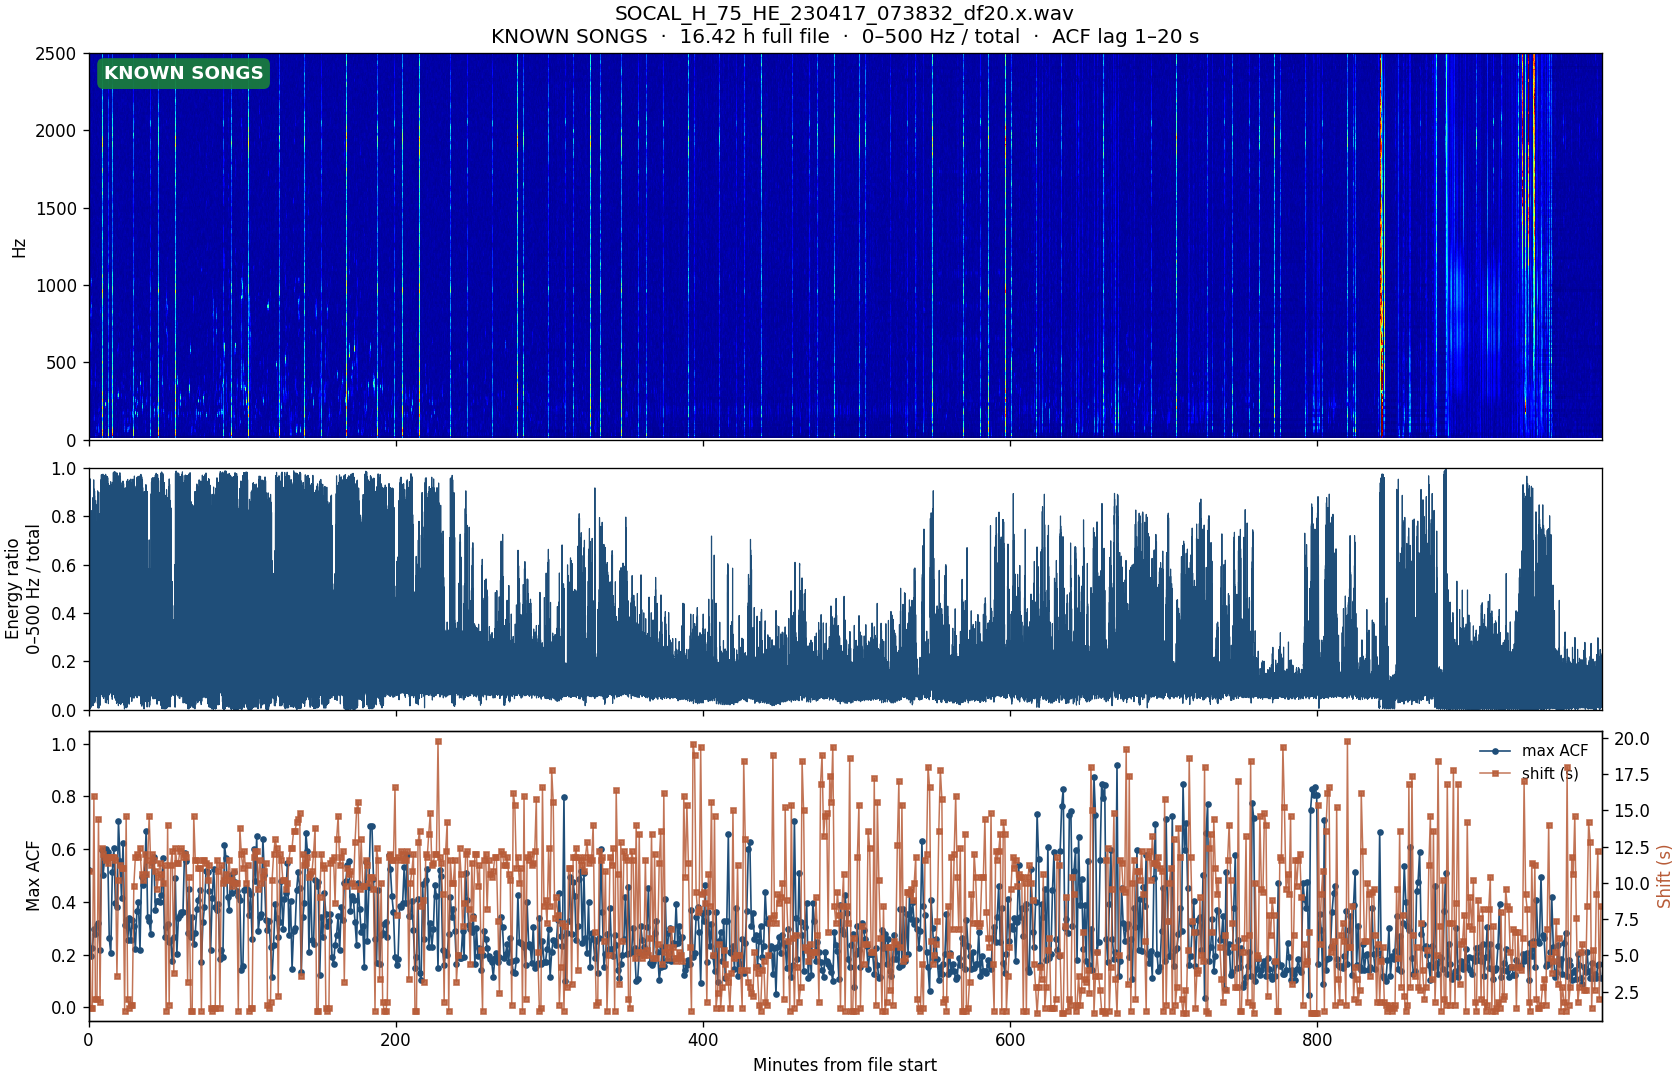 SOCAL_H_75_HE_230417_073832_df20.x.wav
KNOWN SONGS · 16.42 h full file · 0–500 Hz / total · ACF lag 1–20 s
KNOWN SONGS
2500
2000
1500
1000
500
0
Hz
1.0
0.8
0.6
0.4
0.2
0.0
Energy ratio
0–500 Hz / total
1.0
0.8
0.6
0.4
0.2
0.0
Max ACF
max ACF
shift (s)
20.0
17.5
15.0
12.5
10.0
7.5
5.0
2.5
Shift (s)
0
200
400
600
800
Minutes from file start